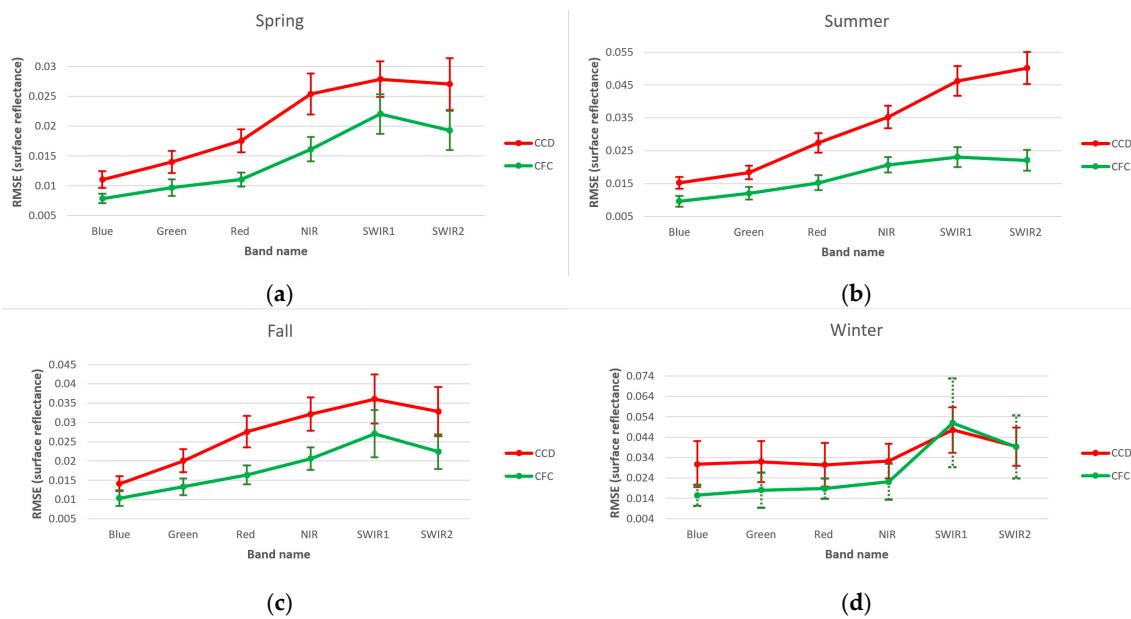 Spring
RMSE (surface reflectance)
0.03
0.025
0.02
0.015
0.01
0.005
Blue Green Red NIR SWIR1 SWIR2
Band name
CCD
CFC
(a)
Summer
RMSE (surface reflectance)
0.055
0.045
0.035
0.025
0.015
0.005
Blue Green Red NIR SWIR1 SWIR2
Band name
CCD
CFC
(b)
Fall
RMSE (surface reflectance)
0.045
0.04
0.035
0.03
0.025
0.02
0.015
0.01
0.005
Blue Green Red NIR SWIR1 SWIR2
Band name
CCD
CFC
(c)
Winter
RMSE (surface reflectance)
0.074
0.064
0.054
0.044
0.034
0.024
0.014
0.004
Blue Green Red NIR SWIR1 SWIR2
Band name
CCD
CFC
(d)